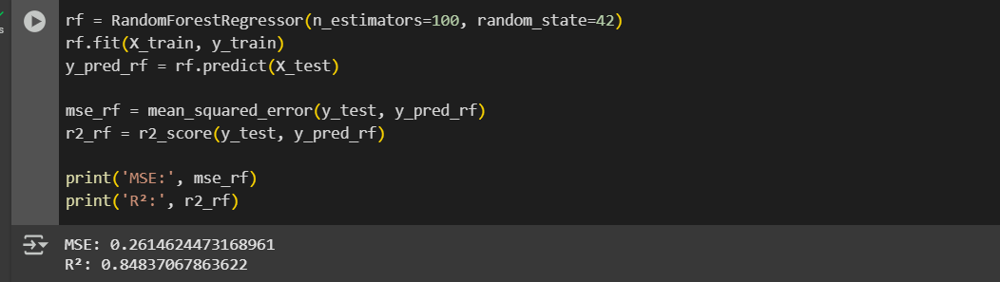 rf = RandomForestRegressor(n_estimators=100, random_state=42)
rf.fit(X_train, y_train)
y_pred_rf = rf.predict(X_test)
mse_rf = mean_squared_error(y_test, y_pred_rf)
r2_rf = r2_score(y_test, y_pred_rf)
print('MSE:', mse_rf)
print('R²:', r2_rf)
MSE: 0.2614624473168961
R²: 0.84837067863622